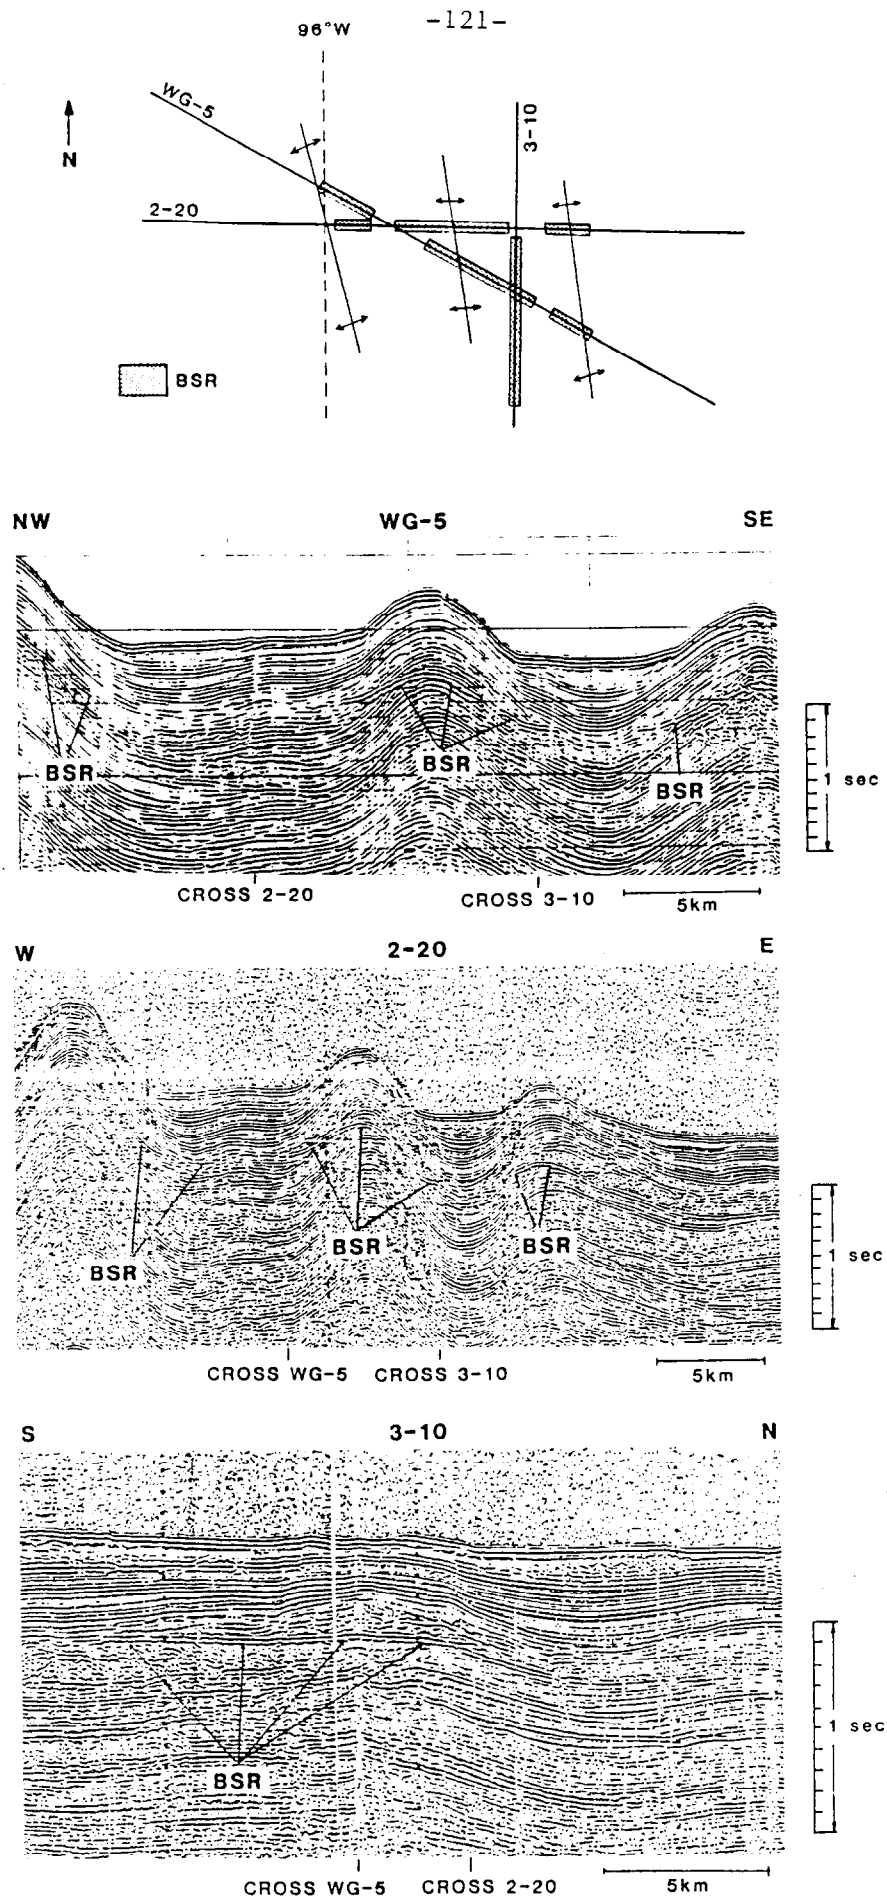 -121-
96°W
WG-5
N
3-10
2-20
BSR
NW WG-5 SE
BSR BSR BSR
1 sec
CROSS 2-20 CROSS 3-10 5km
W 2-20 E
BSR BSR BSR
1 sec
CROSS WG-5 CROSS 3-10 5km
S 3-10 N
BSR
1 sec
CROSS WG-5 CROSS 2-20 5km